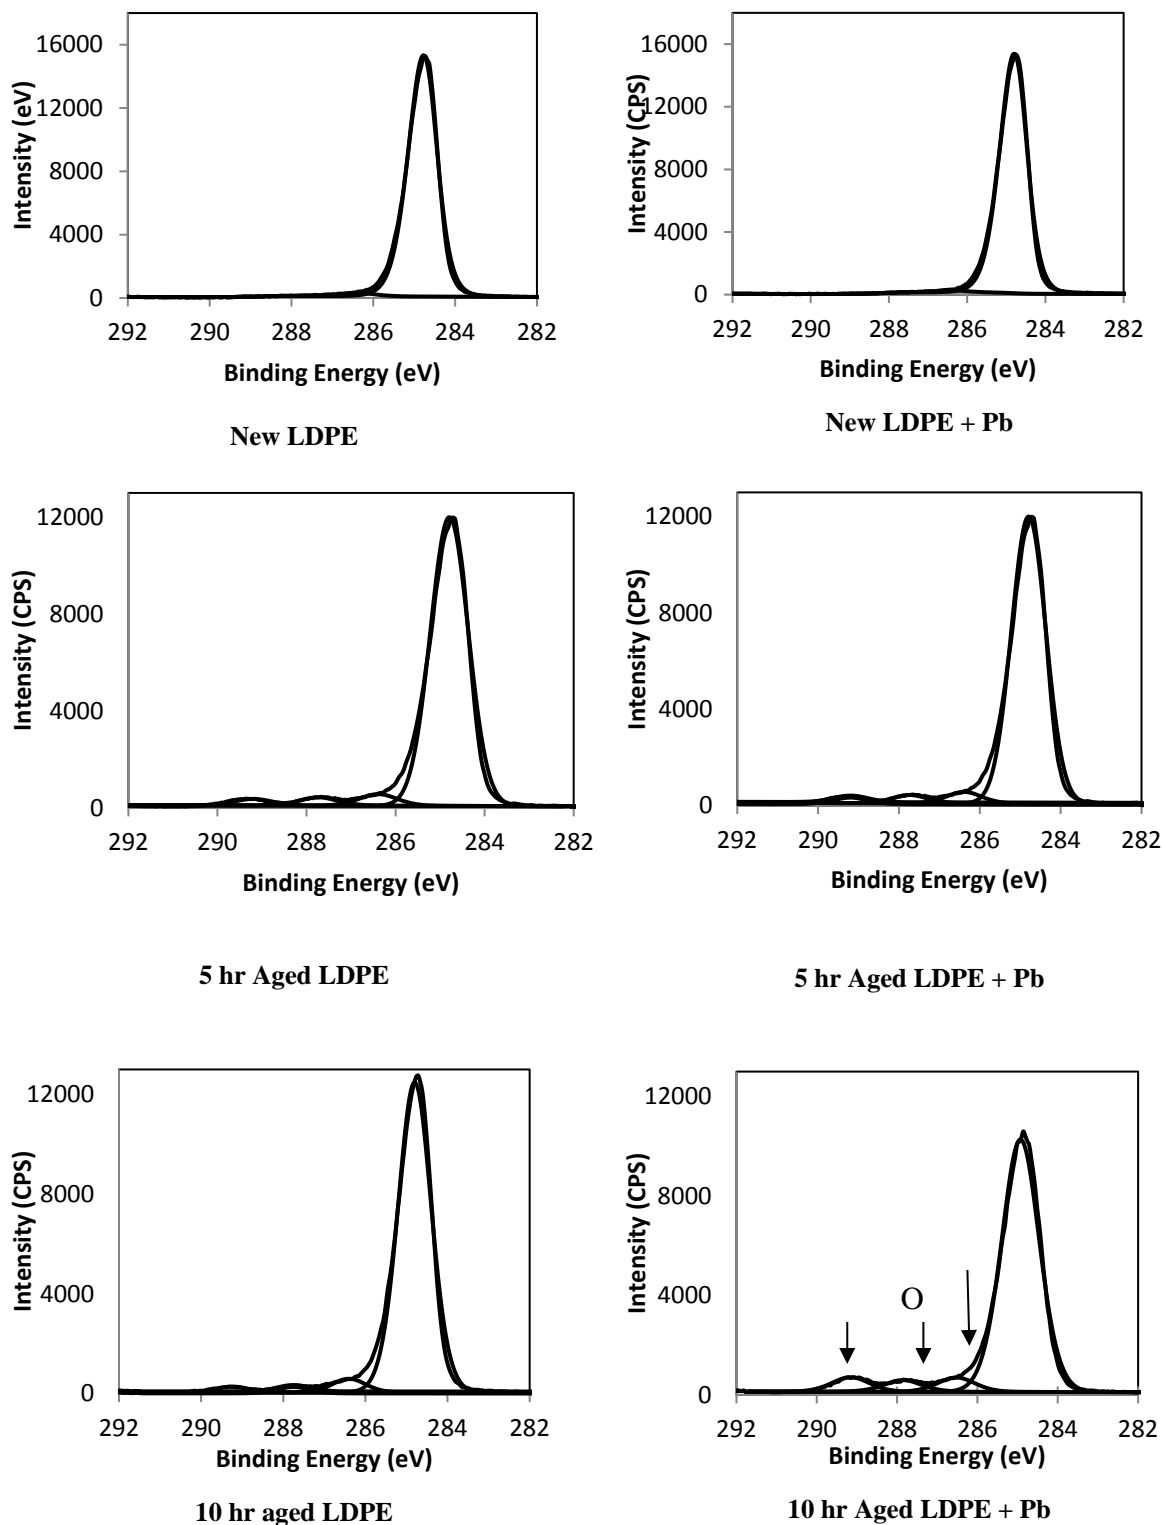 16000
12000
8000
4000
0
Intensity (eV)
292 290 288 286 284 282
Binding Energy (eV)
New LDPE
16000
12000
8000
4000
0
Intensity (CPS)
292 290 288 286 284 282
Binding Energy (eV)
New LDPE + Pb
12000
8000
4000
0
Intensity (CPS)
292 290 288 286 284 282
Binding Energy (eV)
5 hr Aged LDPE
12000
8000
4000
0
Intensity (CPS)
292 290 288 286 284 282
Binding Energy (eV)
5 hr Aged LDPE + Pb
12000
8000
4000
0
Intensity (CPS)
292 290 288 286 284 282
Binding Energy (eV)
10 hr aged LDPE
12000
8000
4000
0
Intensity (CPS)
O
292 290 288 286 284 282
Binding Energy (eV)
10 hr Aged LDPE + Pb